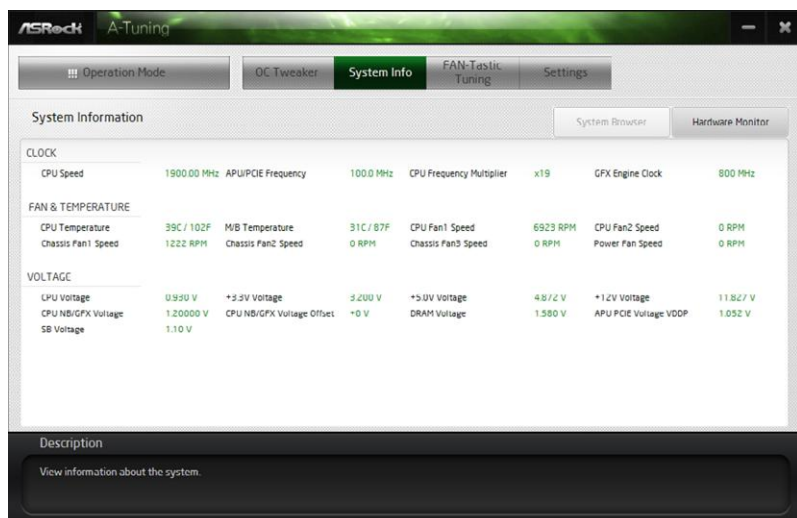 ASRock A-Tuning
Operation Mode OC Tweaker System Info FAN-Tastic Tuning Settings
System Information System Browser Hardware Monitor
CLOCK
CPU Speed 1900.00 MHz APU/PCIE Frequency 100.0 MHz CPU Frequency Multiplier x19 GFX Engine Clock 800 MHz
FAN & TEMPERATURE
CPU Temperature 39C / 102F M/B Temperature 31C / 87F CPU Fan1 Speed 6923 RPM CPU Fan2 Speed 0 RPM
Chassis Fan1 Speed 1222 RPM Chassis Fan2 Speed 0 RPM Chassis Fan3 Speed 0 RPM Power Fan Speed 0 RPM
VOLTAGE
CPU Voltage 0.930 V +3.3V Voltage 3.200 V +5.0V Voltage 4.872 V +12V Voltage 11.827 V
CPU NB/GFX Voltage 1.20000 V CPU NB/GFX Voltage Offset +0 V DRAM Voltage 1.580 V APU PCIE Voltage VDDP 1.052 V
SB Voltage 1.10 V
Description
View information about the system.